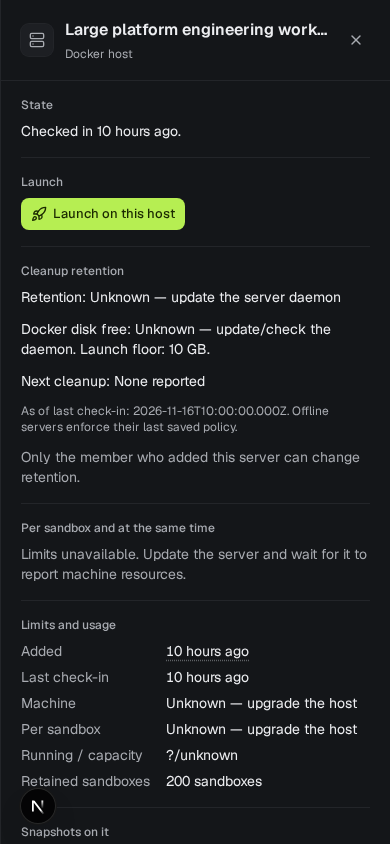 Large platform engineering work...
Docker host
State
Checked in 10 hours ago.
Launch
Launch on this host
Cleanup retention
Retention: Unknown — update the server daemon
Docker disk free: Unknown — update/check the
daemon. Launch floor: 10 GB.
Next cleanup: None reported
As of last check-in: 2026-11-16T10:00:00.000Z. Offline
servers enforce their last saved policy.
Only the member who added this server can change
retention.
Per sandbox and at the same time
Limits unavailable. Update the server and wait for it to
report machine resources.
Limits and usage
Added 10 hours ago
Last check-in 10 hours ago
Machine Unknown — upgrade the host
Per sandbox Unknown — upgrade the host
Running / capacity ?/unknown
Retained sandboxes 200 sandboxes
N
Snapshots on it